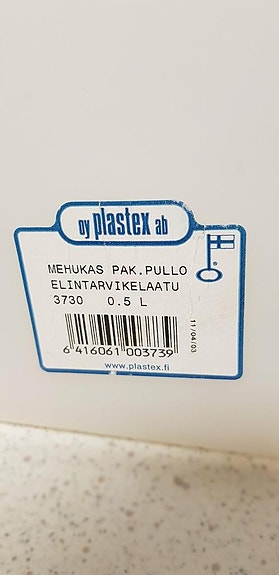 oy plastex ab
MEHUKAS PAK.PULLO
ELINTARVIKELAATU
3730 0.5 L
11/04/03
6 416061 003739
www.plastex.fi